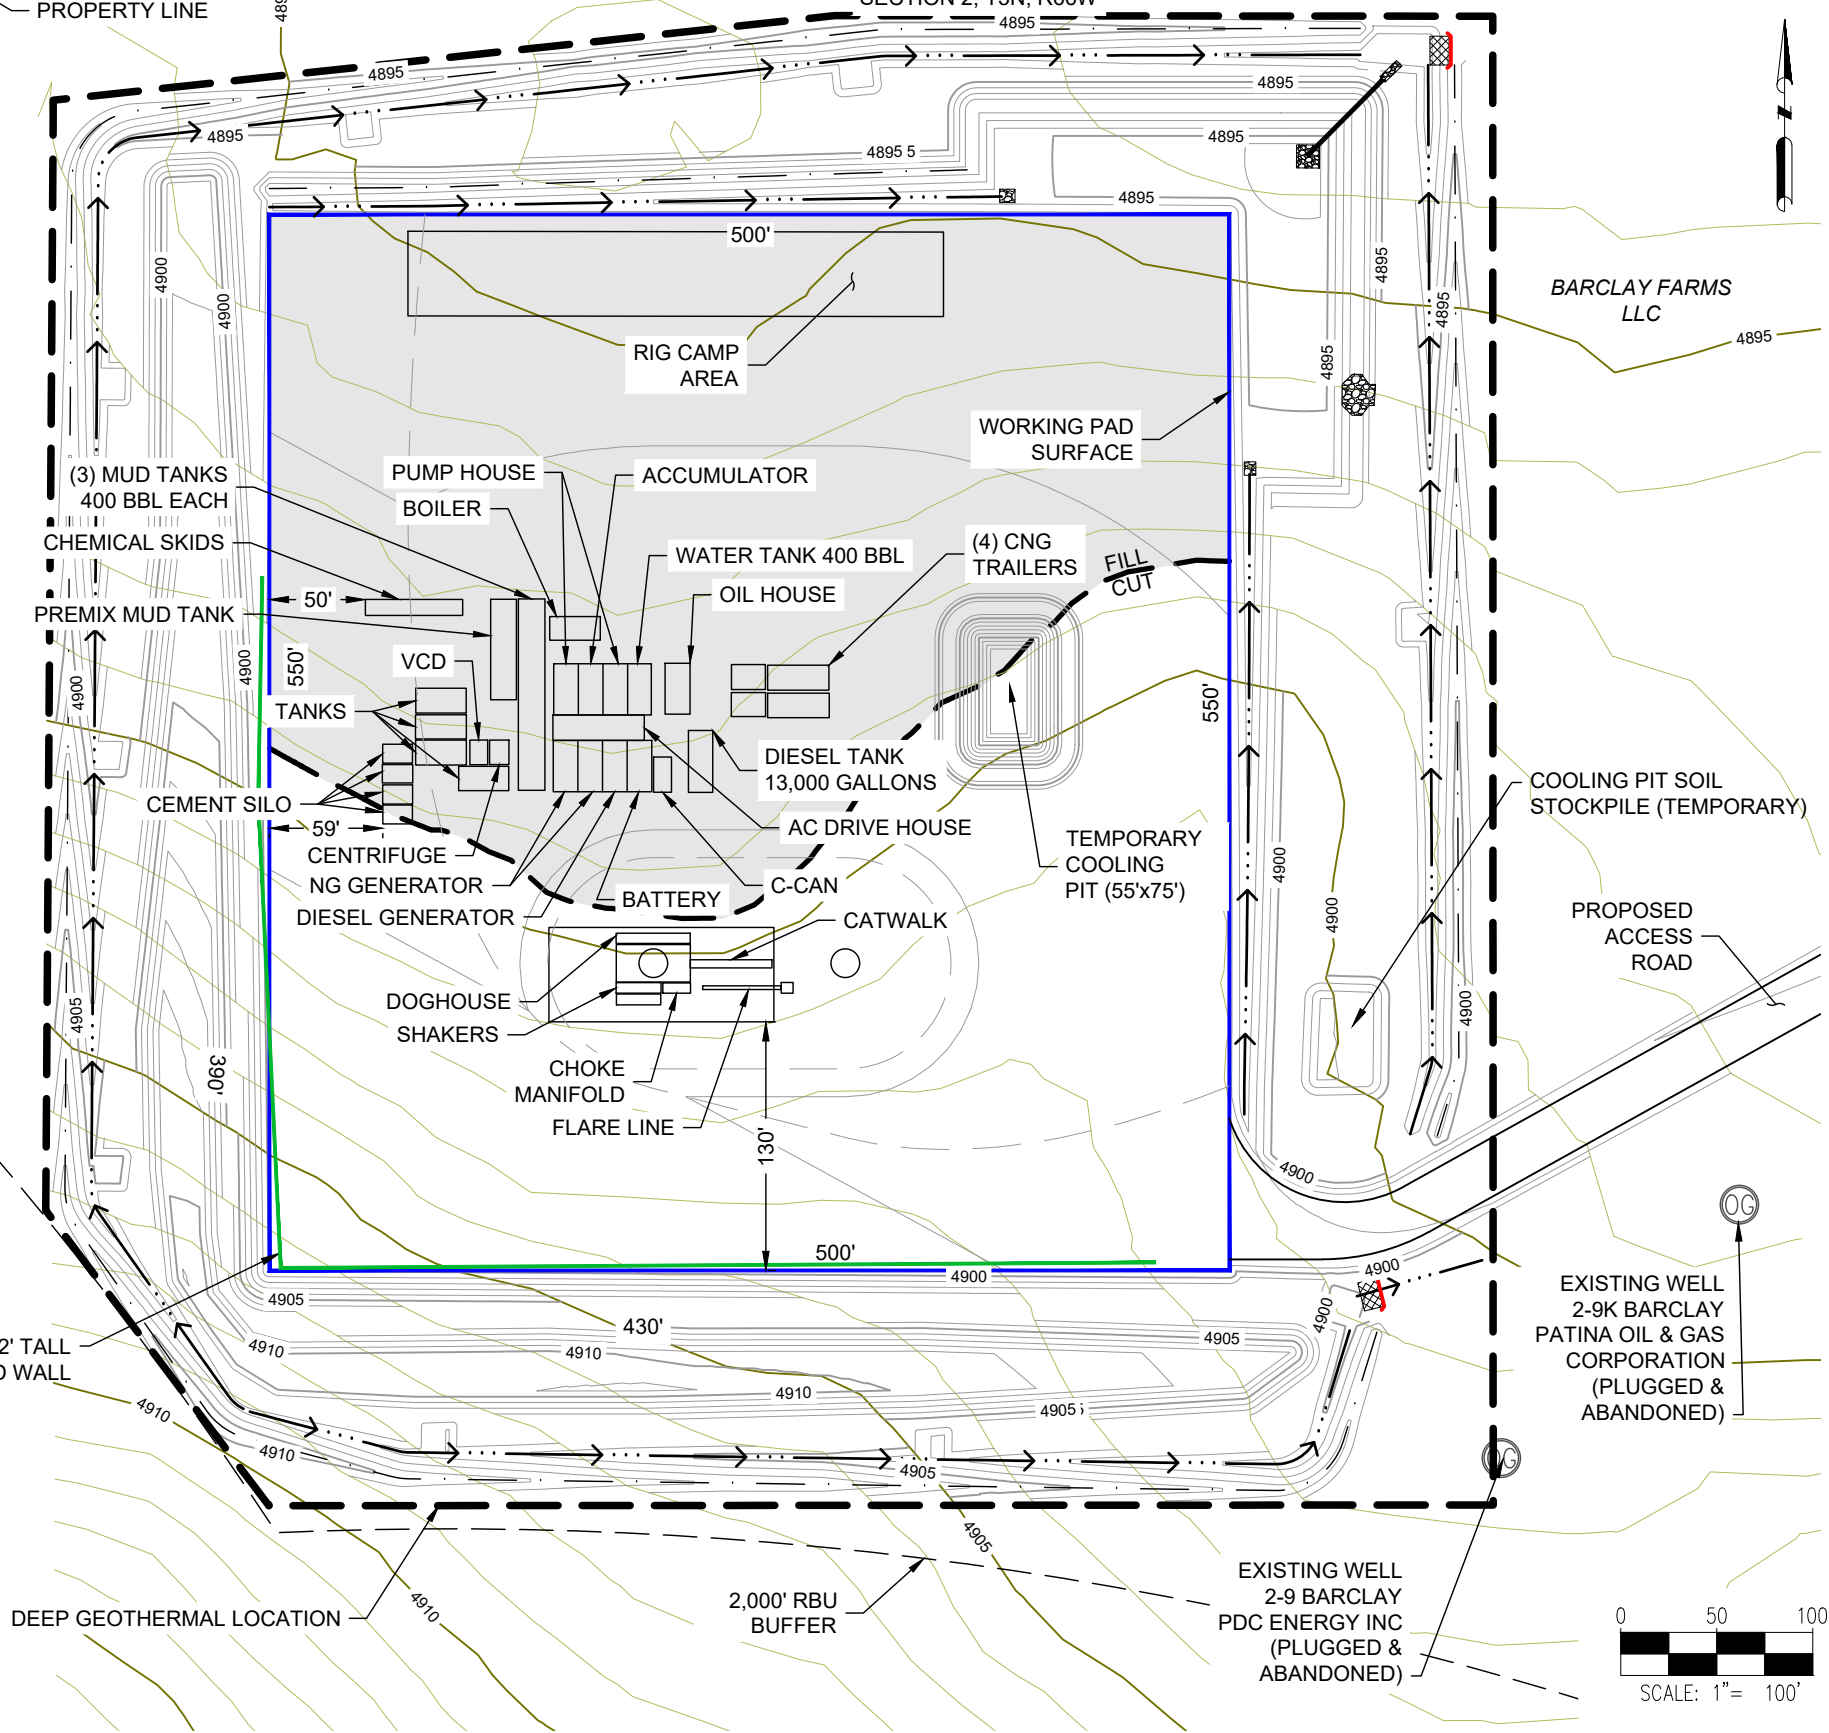 PROPERTY LINE
4895
4895
4895
4895
4895
4895
4895 5
4895
N
500'
4900
4900
4895
4895
4895
BARCLAY FARMS
LLC
4895
RIG CAMP
AREA
WORKING PAD
SURFACE
(3) MUD TANKS
400 BBL EACH
PUMP HOUSE
ACCUMULATOR
BOILER
CHEMICAL SKIDS
WATER TANK 400 BBL
(4) CNG
TRAILERS
FILL
CUT
OIL HOUSE
50'
PREMIX MUD TANK
4900
550'
VCD
4900
TANKS
550'
DIESEL TANK
13,000 GALLONS
COOLING PIT SOIL
STOCKPILE (TEMPORARY)
CEMENT SILO
59'
AC DRIVE HOUSE
TEMPORARY
COOLING
PIT (55'x75')
CENTRIFUGE
4900
NG GENERATOR
C-CAN
BATTERY
DIESEL GENERATOR
CATWALK
4900
PROPOSED
ACCESS
ROAD
DOGHOUSE
4905
4900
SHAKERS
CHOKE
MANIFOLD
390'
FLARE LINE
130'
4900
OG
500'
4900
4900
4905
4900
EXISTING WELL
2-9K BARCLAY
PATINA OIL & GAS
CORPORATION
(PLUGGED &
ABANDONED)
430'
4905
2' TALL
WALL
4910
4910
4910
4905
4910
4910
4905
OG
4905
DEEP GEOTHERMAL LOCATION
4910
2,000' RBU
BUFFER
EXISTING WELL
2-9 BARCLAY
PDC ENERGY INC
(PLUGGED &
ABANDONED)
0 50 100
SCALE: 1"= 100'